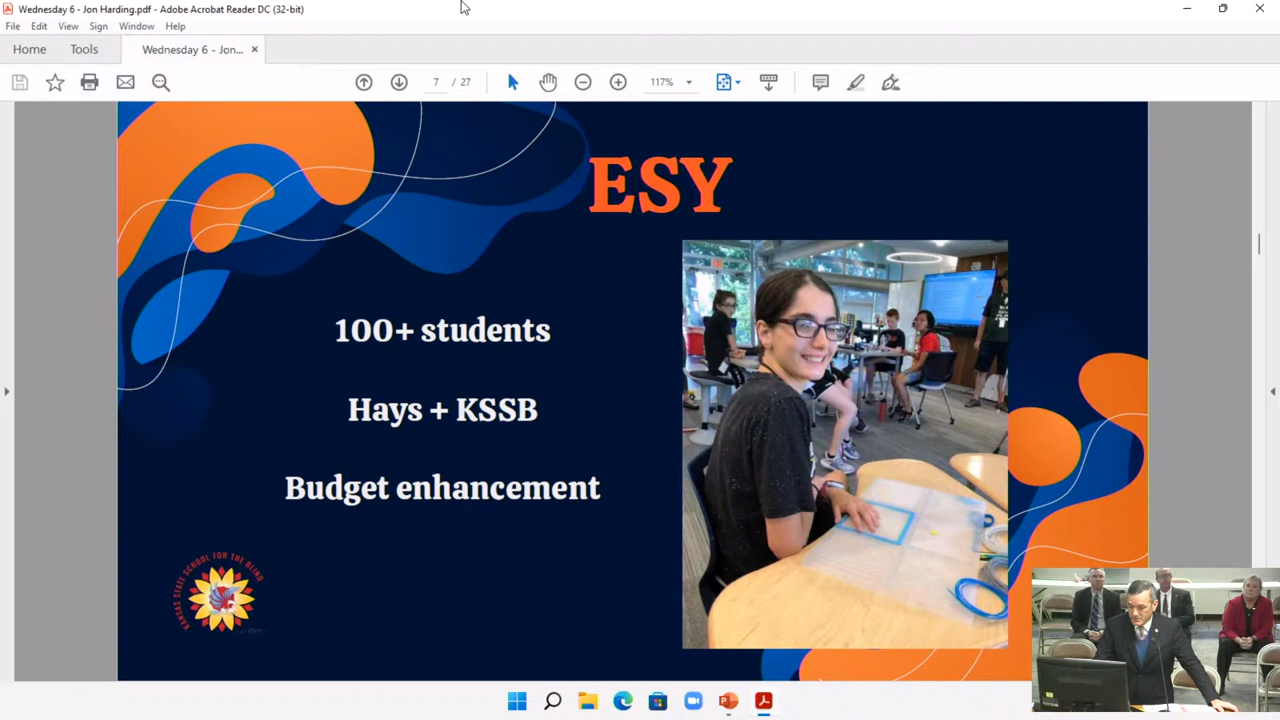 Wednesday 6 - Jon Harding.pdf - Adobe Acrobat Reader DC (32-bit)
File Edit View Sign Window Help
Home Tools Wednesday 6 - Jon...
7 / 27 117%
ESY
100+ students
Hays + KSSB
Budget enhancement
KANSAS STATE SCHOOL FOR THE BLIND